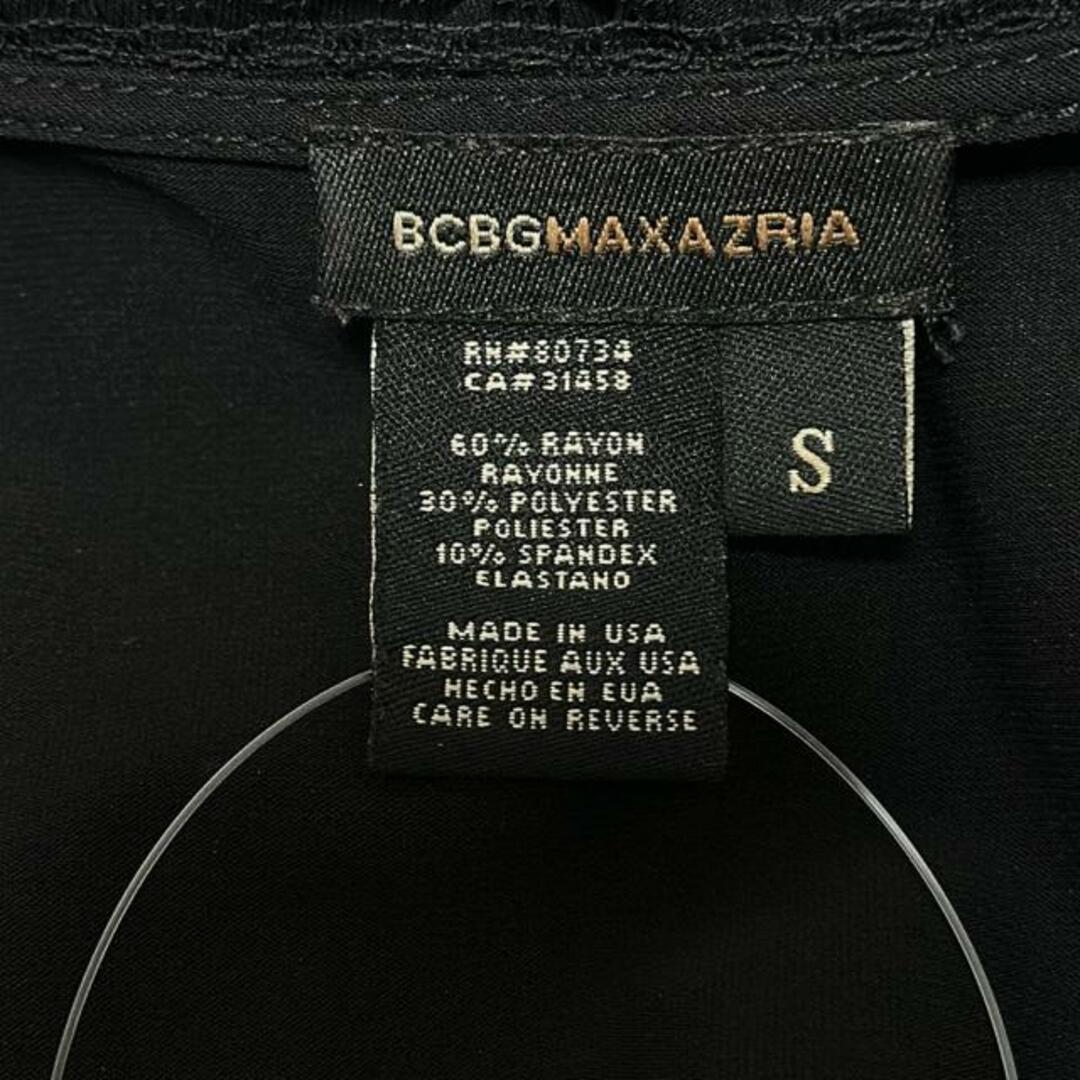 BCBGMAXAZRIA
RN#80734
CA#31458
S
60% RAYON
RAYONNE
30% POLYESTER
POLIESTER
10% SPANDEX
ELASTANO
MADE IN USA
FABRIQUE AUX USA
HECHO EN EUA
CARE ON REVERSE